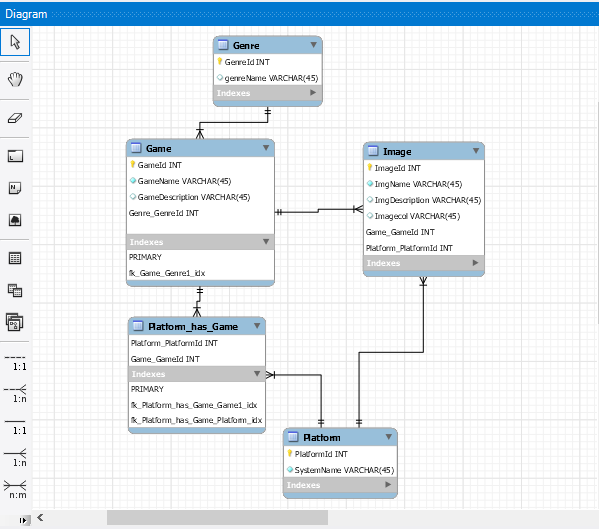 Diagram
Genre
GenreId INT
genreName VARCHAR(45)
Indexes
Game
GameId INT
GameName VARCHAR(45)
GameDescription VARCHAR(45)
Genre_GenreId INT
Indexes
PRIMARY
fk_Game_Genre1_idx
Image
ImageId INT
ImgName VARCHAR(45)
ImgDescription VARCHAR(45)
Imagecol VARCHAR(45)
Game_GameId INT
Platform_PlatformId INT
Indexes
Platform_has_Game
Platform_PlatformId INT
Game_GameId INT
Indexes
PRIMARY
fk_Platform_has_Game_Game1_idx
fk_Platform_has_Game_Platform_idx
Platform
PlatformId INT
SystemName VARCHAR(45)
Indexes
1:1
1:n
1:1
1:n
n:m